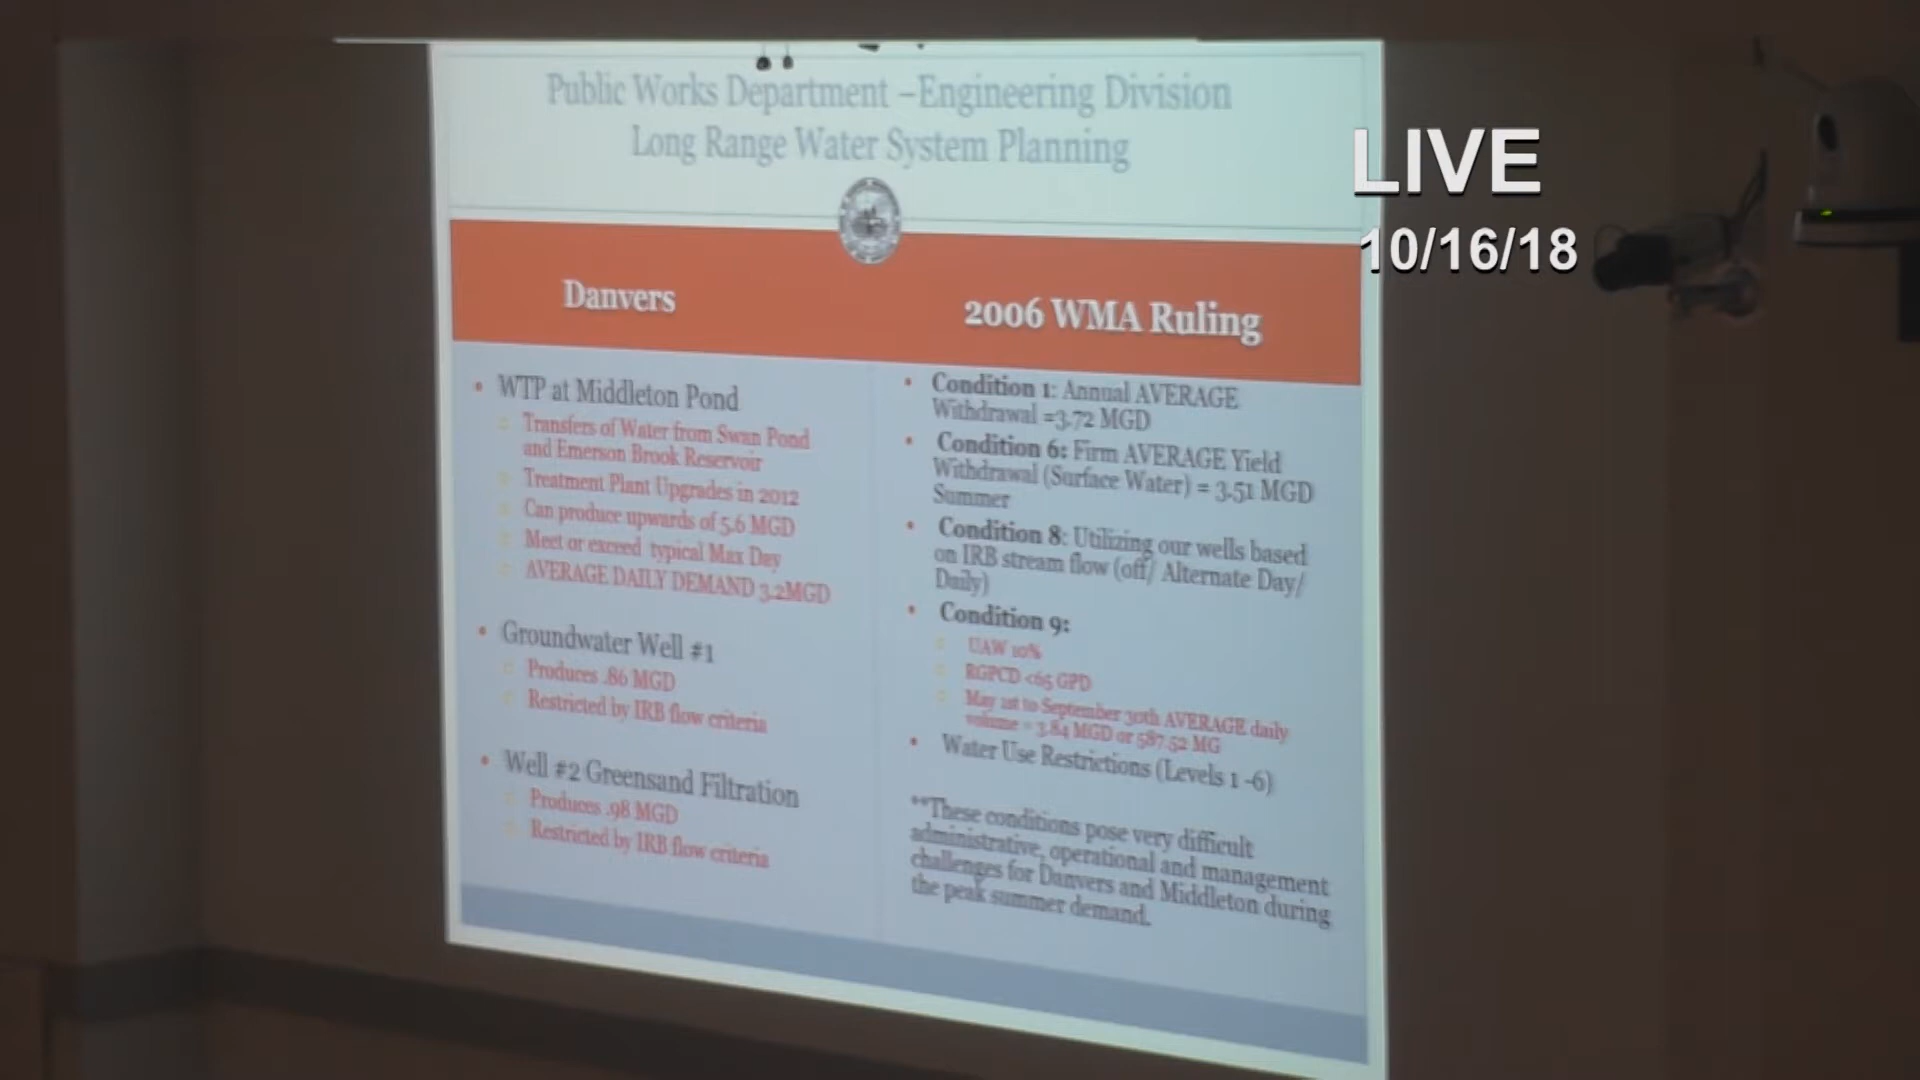 Public Works Department –Engineering Division
Long Range Water System Planning
LIVE
10/16/18
Danvers
• WTP at Middleton Pond
Transfers of Water from Swan Pond
and Emerson Brook Reservoir
Treatment Plant Upgrades in 2012
Can produce upwards of 5.6 MGD
Meet or exceed typical Max Day
AVERAGE DAILY DEMAND 3.2MGD
• Groundwater Well #1
Produces .86 MGD
Restricted by IRB flow criteria
• Well #2 Greensand Filtration
Produces .98 MGD
Restricted by IRB flow criteria
2006 WMA Ruling
• Condition 1: Annual AVERAGE
Withdrawal =3.72 MGD
• Condition 6: Firm AVERAGE Yield
Withdrawal (Surface Water) = 3.51 MGD
Summer
• Condition 8: Utilizing our wells based
on IRB stream flow (off/ Alternate Day/
Daily)
• Condition 9:
UAW 10%
RGPCD <65 GPD
May 1st to September 30th AVERAGE daily
volume = 3.84 MGD or 587.52 MG
• Water Use Restrictions (Levels 1 -6)
**These conditions pose very difficult
administrative, operational and management
challenges for Danvers and Middleton during
the peak summer demand.